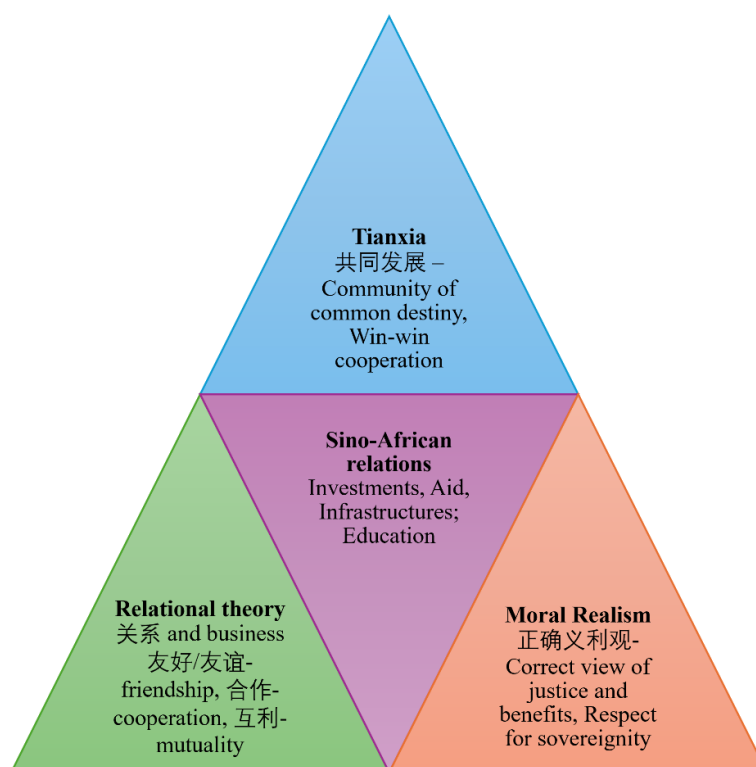 Tianxia
共同发展 –
Community of
common destiny,
Win-win
cooperation
Sino-African
relations
Investments, Aid,
Infrastructures;
Education
Relational theory
关系 and business
友好/友谊-
friendship, 合作-
cooperation, 互利-
mutuality
Moral Realism
正确义利观-
Correct view of
justice and
benefits, Respect
for sovereignity